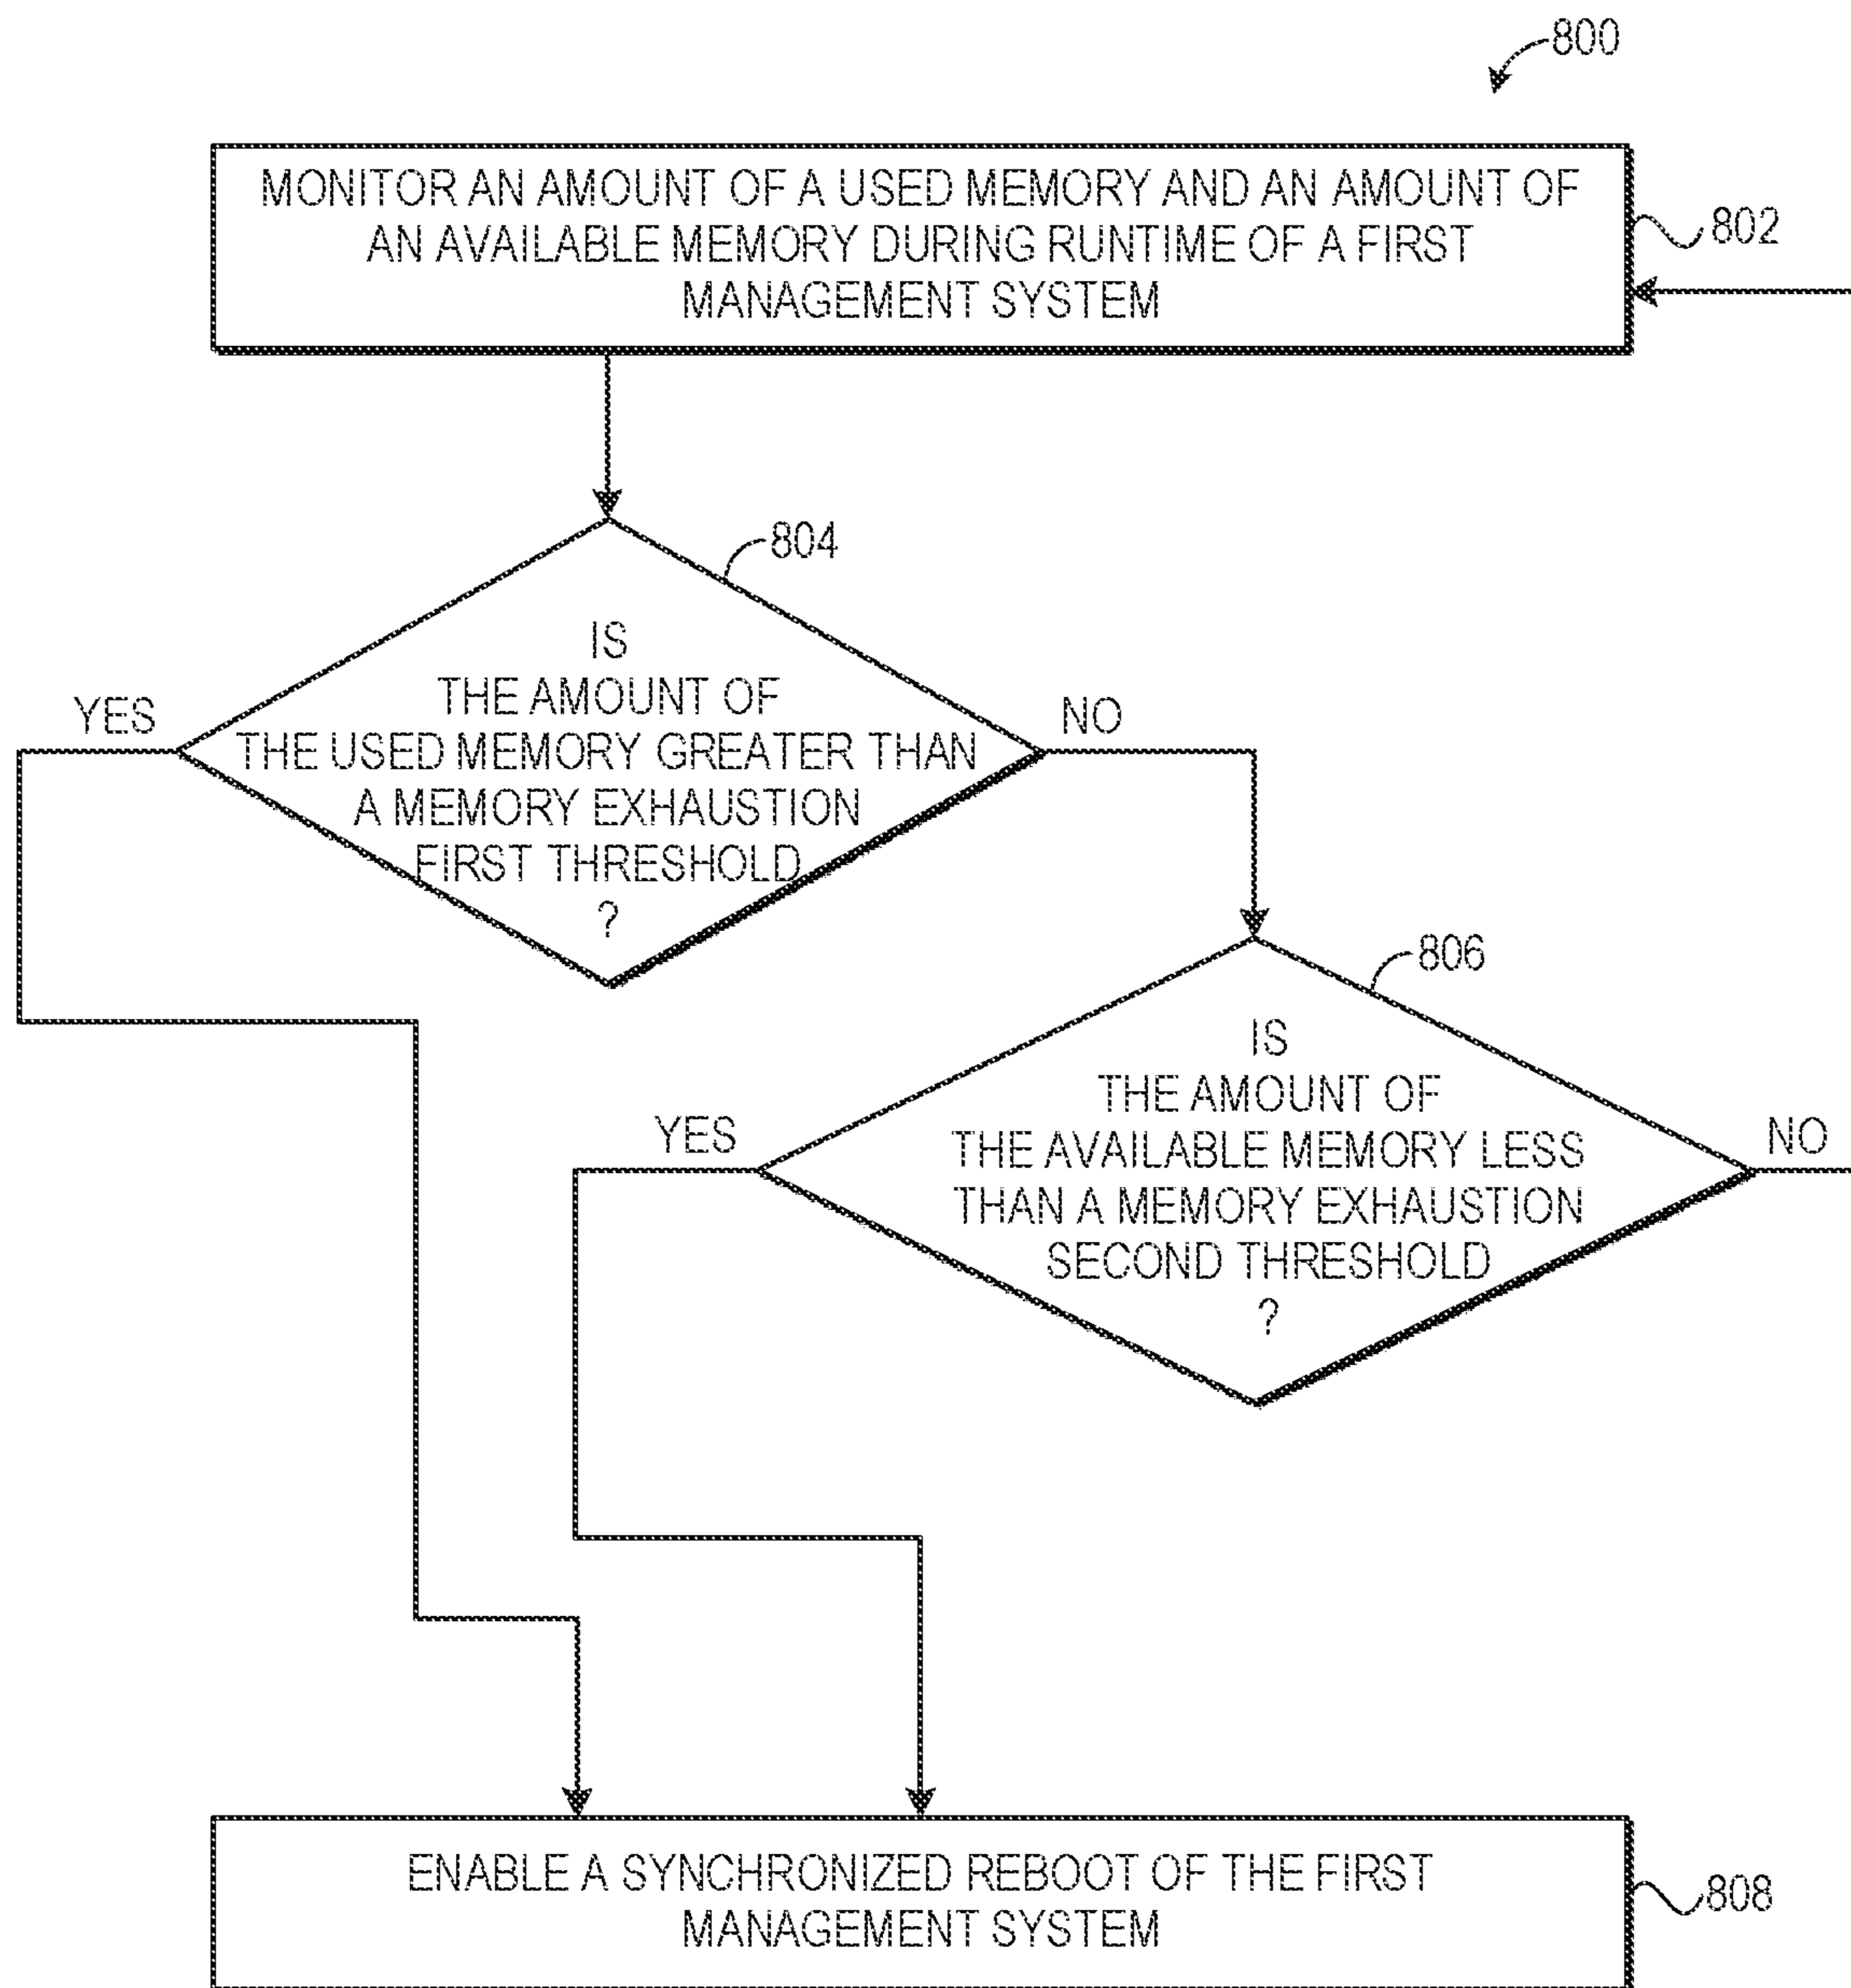 800
MONITOR AN AMOUNT OF A USED MEMORY AND AN AMOUNT OF
AN AVAILABLE MEMORY DURING RUNTIME OF A FIRST
MANAGEMENT SYSTEM
802
804
IS
THE AMOUNT OF
THE USED MEMORY GREATER THAN
A MEMORY EXHAUSTION
FIRST THRESHOLD
?
YES
NO
806
IS
THE AMOUNT OF
THE AVAILABLE MEMORY LESS
THAN A MEMORY EXHAUSTION
SECOND THRESHOLD
?
YES
NO
ENABLE A SYNCHRONIZED REBOOT OF THE FIRST
MANAGEMENT SYSTEM
808